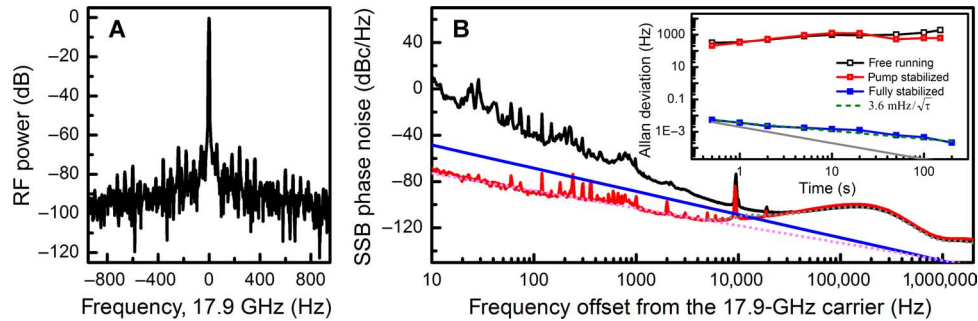 A
RF power (dB)
0
−20
−40
−60
−80
−100
−120
−800 −400 0 400 800
Frequency, 17.9 GHz (Hz)
B
SSB phase noise (dBc/Hz)
40
0
−40
−80
−120
10 100 1000 10,000 100,000 1,000,000
Frequency offset from the 17.9-GHz carrier (Hz)
Allan deviation (Hz)
1000
10
0.1
1E−3
Free running
Pump stabilized
Fully stabilized
3.6 mHz/√τ
1 10 100
Time (s)